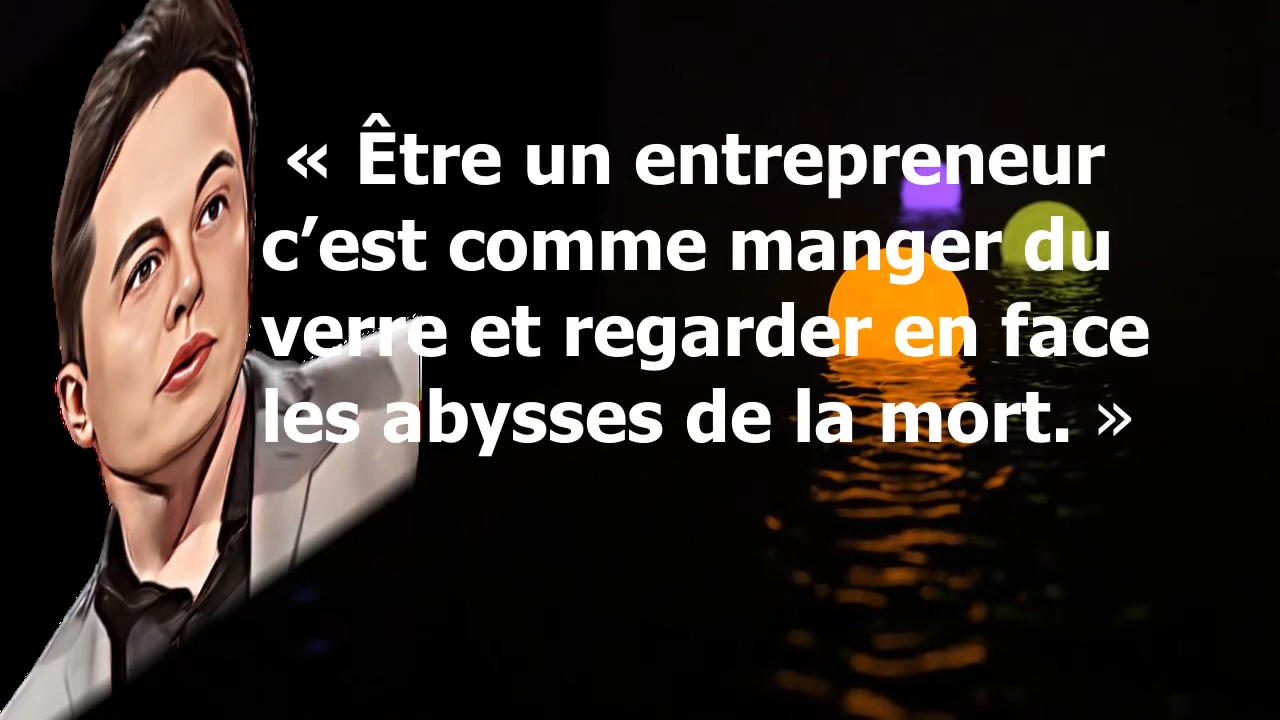 « Être un entrepreneur
c’est comme manger du
verre et regarder en face
les abysses de la mort. »